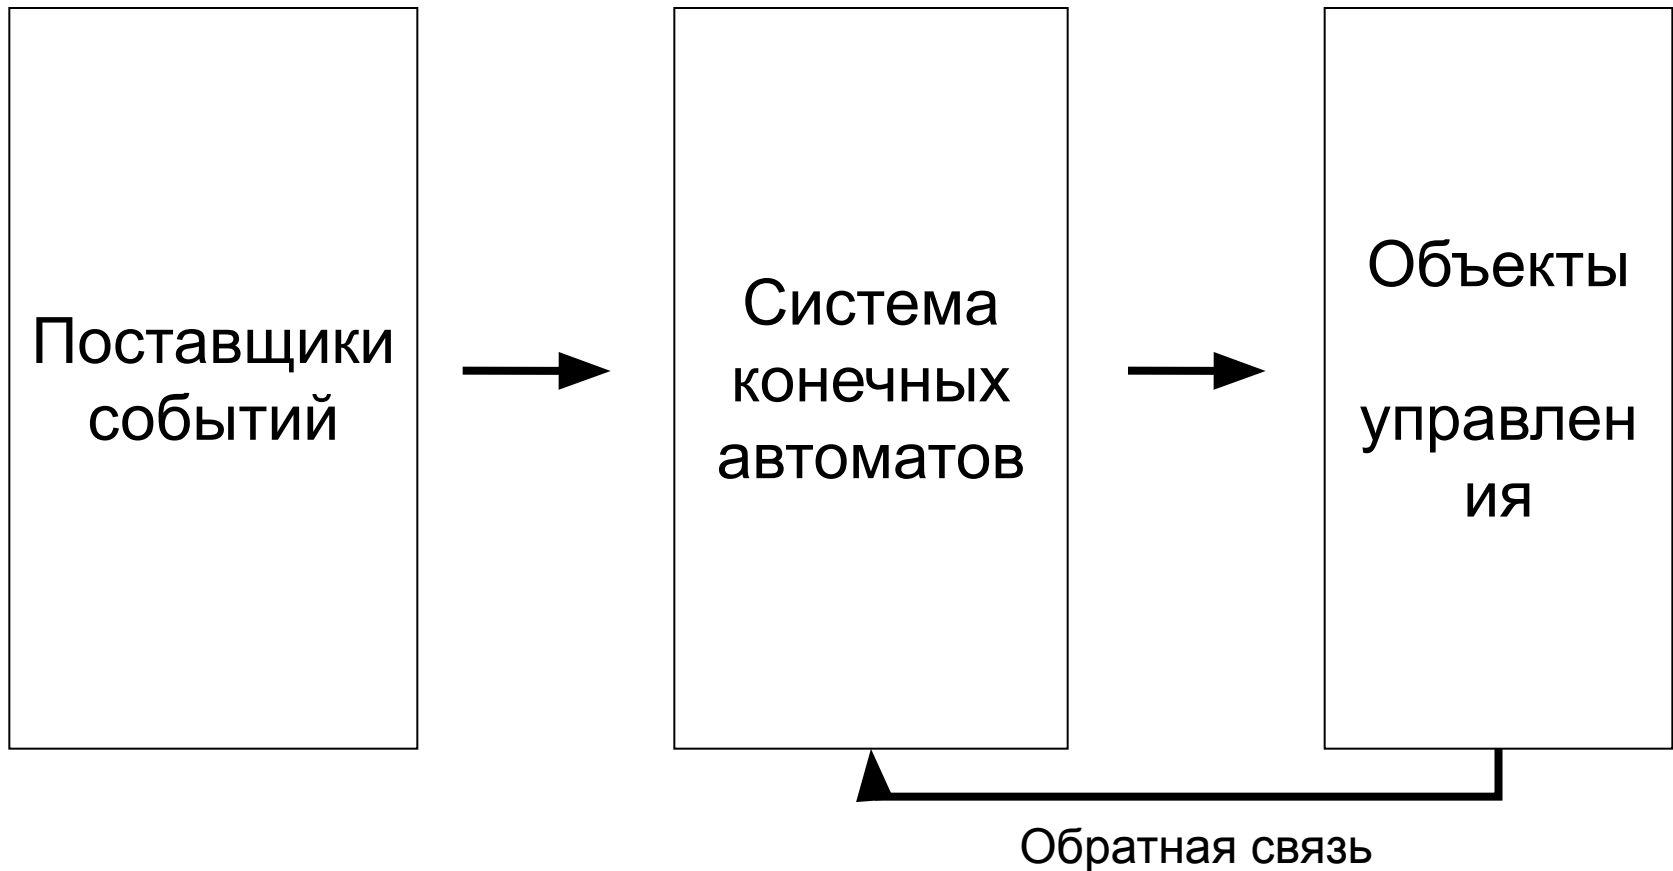 Поставщики
событий
Система
конечных
автоматов
Объекты
управлен
ия
Обратная связь